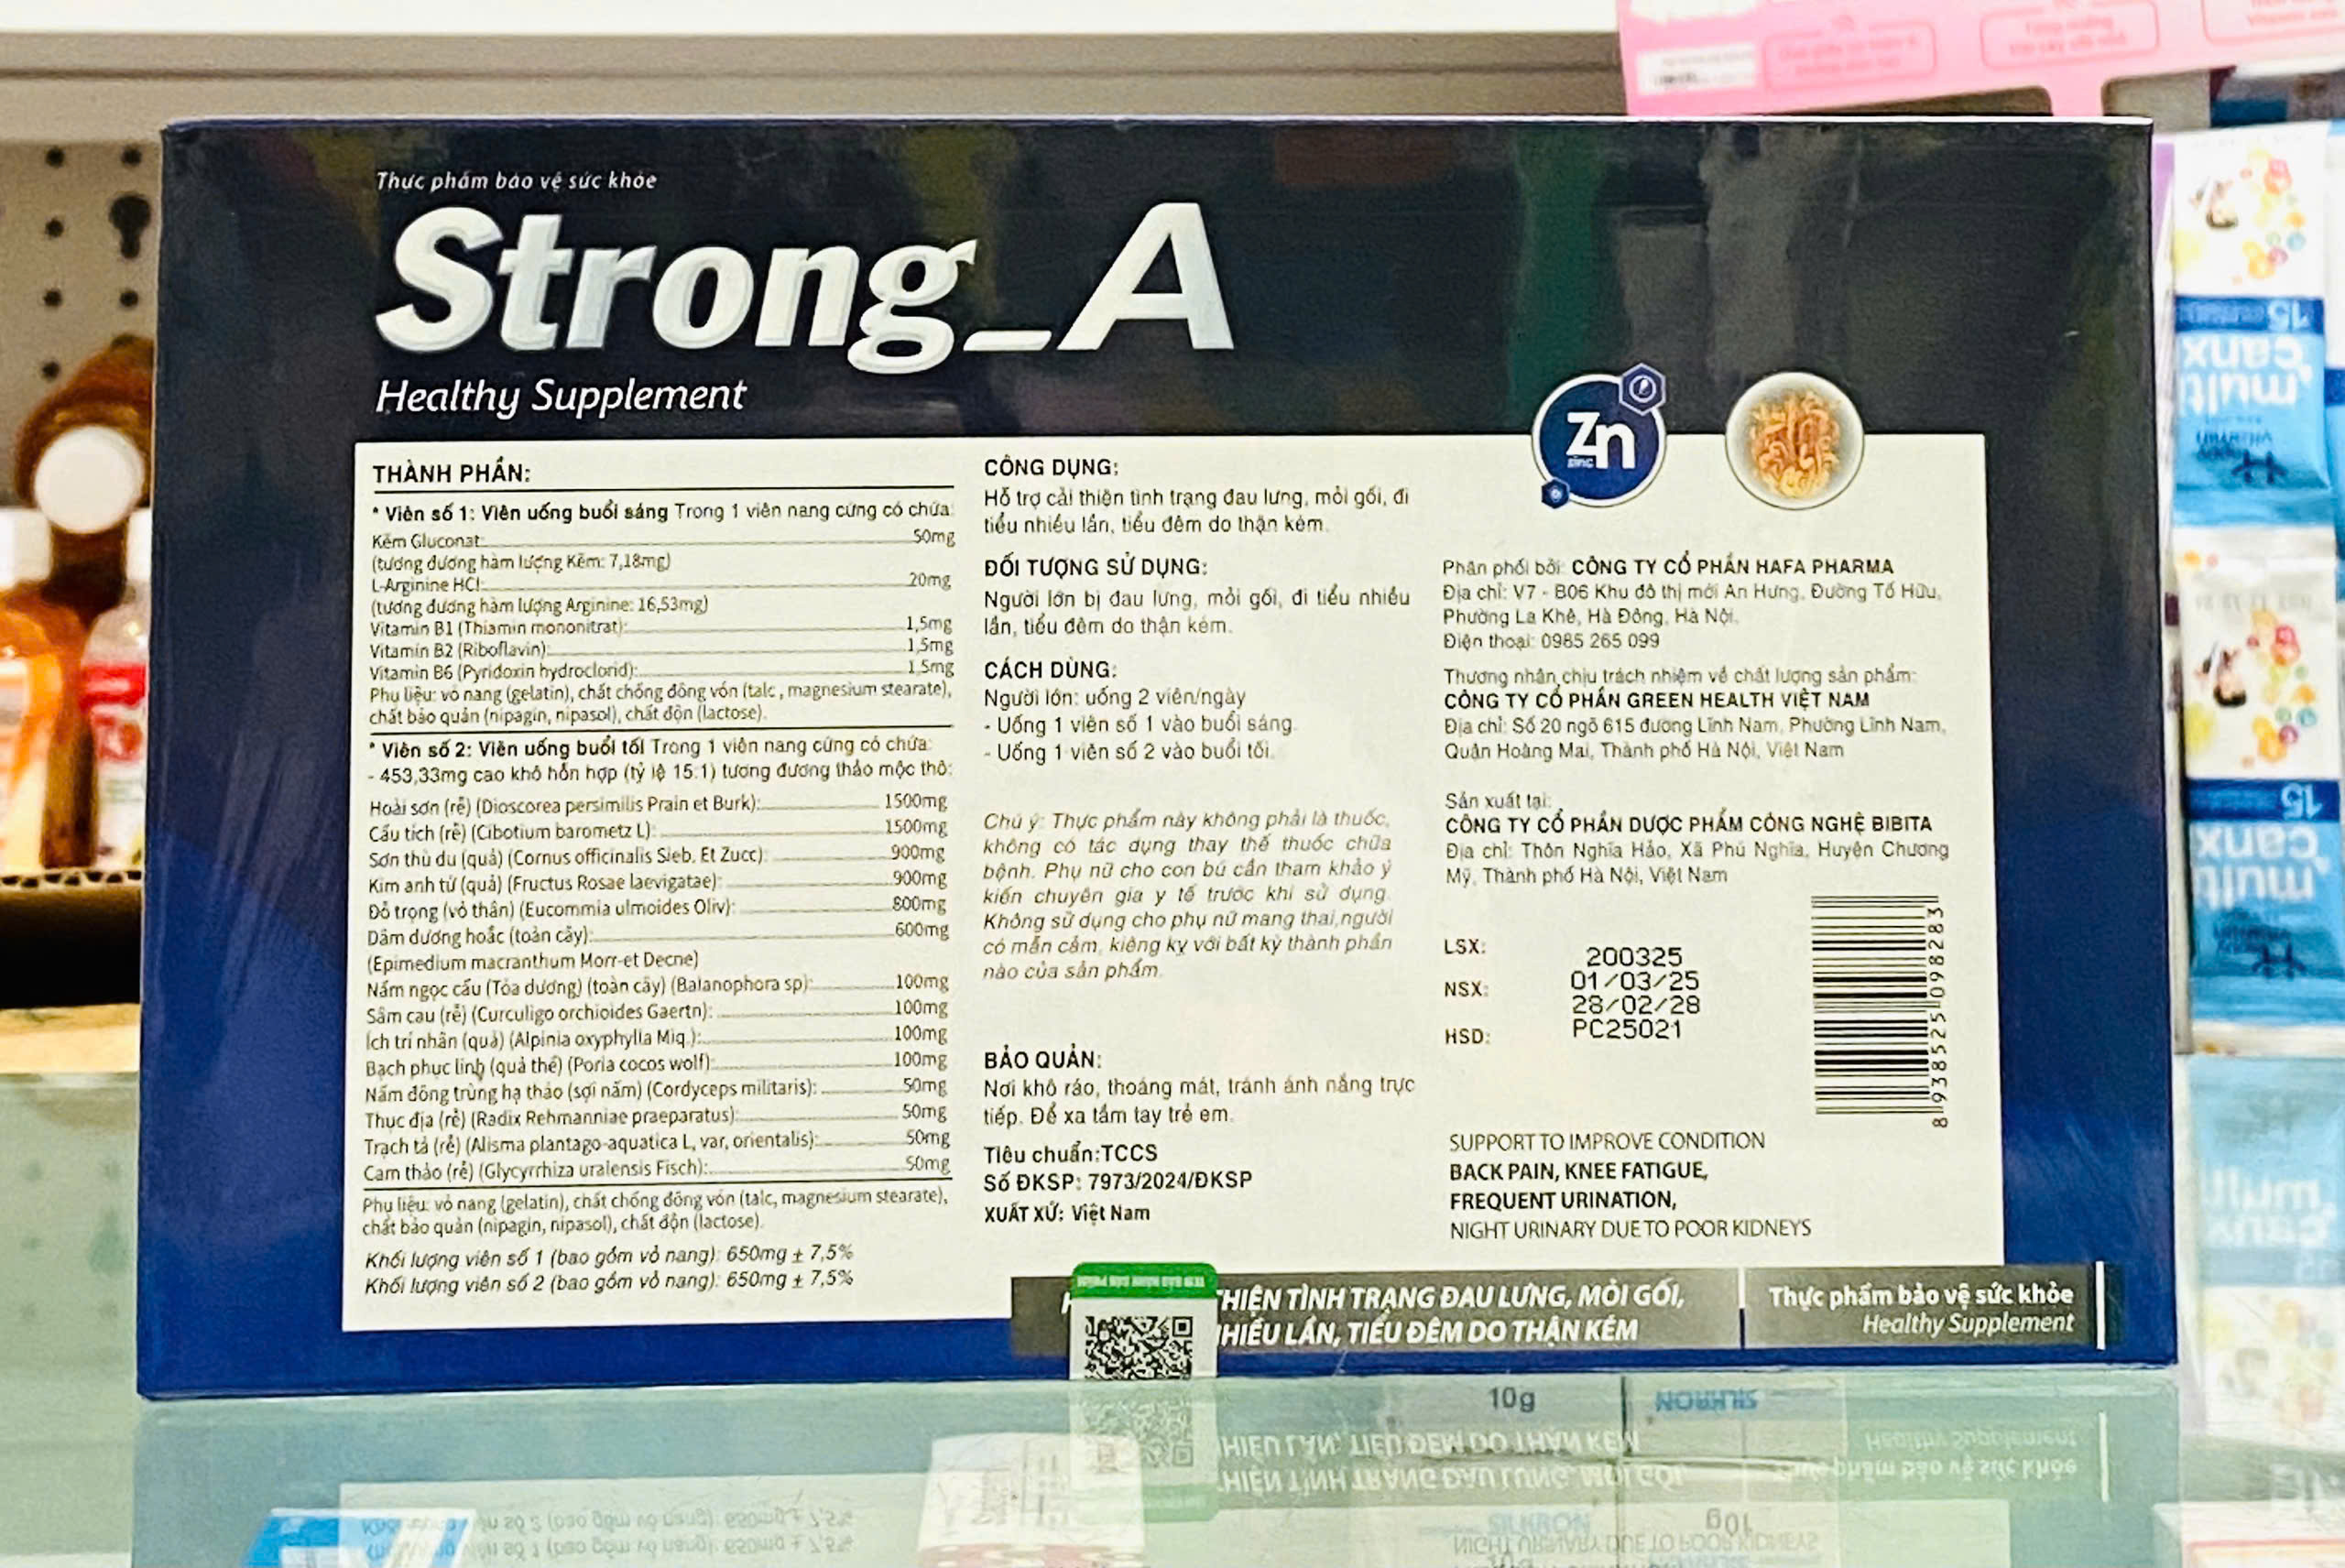 Thực phẩm bảo vệ sức khỏe
Strong_A
Healthy Supplement
THÀNH PHẦN:
* Viên số 1: Viên uống buổi sáng Trong 1 viên nang cứng có chứa:
Kẽm Gluconat: 50mg
(tương đương hàm lượng Kẽm: 7,18mg)
L-Arginine HCl: 20mg
(tương đương hàm lượng Arginine: 16,53mg)
Vitamin B1 (Thiamin mononitrat): 1,5mg
Vitamin B2 (Riboflavin): 1,5mg
Vitamin B6 (Pyridoxin hydroclorid): 1,5mg
Phụ liệu: vỏ nang (gelatin), chất chống đông vón (talc, magnesium stearate),
chất bảo quản (nipagin, nipasol), chất độn (lactose).
* Viên số 2: Viên uống buổi tối Trong 1 viên nang cứng có chứa:
- 453,33mg cao khô hỗn hợp (tỷ lệ 15:1) tương đương thảo mộc thô:
Hoài sơn (rễ) (Dioscorea persimilis Prain et Burk): 1500mg
Cẩu tích (rễ) (Cibotium barometz L): 1500mg
Sơn thù du (quả) (Cornus officinalis Sieb. Et Zucc): 900mg
Kim anh tử (quả) (Fructus Rosae laevigatae): 900mg
Đỗ trọng (vỏ thân) (Eucommia ulmoides Oliv): 800mg
Dâm dương hoắc (toàn cây): 600mg
(Epimedium macranthum Morr-et Decne)
Nấm ngọc cẩu (Tỏa dương) (toàn cây) (Balanophora sp): 100mg
Sâm cau (rễ) (Curculigo orchioides Gaertn): 100mg
Ích trí nhân (quả) (Alpinia oxyphylla Miq.): 100mg
Bạch phục linh (quả thể) (Poria cocos wolf): 100mg
Nấm đông trùng hạ thảo (sợi nấm) (Cordyceps militaris): 50mg
Thục địa (rễ) (Radix Rehmanniae praeparatus): 50mg
Trạch tả (rễ) (Alisma plantago-aquatica L, var, orientalis): 50mg
Cam thảo (rễ) (Glycyrrhiza uralensis Fisch): 50mg
Phụ liệu: vỏ nang (gelatin), chất chống đông vón (talc, magnesium stearate),
chất bảo quản (nipagin, nipasol), chất độn (lactose).
Khối lượng viên số 1 (bao gồm vỏ nang): 650mg ± 7,5%
Khối lượng viên số 2 (bao gồm vỏ nang): 650mg ± 7,5%
CÔNG DỤNG:
Hỗ trợ cải thiện tình trạng đau lưng, mỏi gối, đi
tiểu nhiều lần, tiểu đêm do thận kém.
ĐỐI TƯỢNG SỬ DỤNG:
Người lớn bị đau lưng, mỏi gối, đi tiểu nhiều
lần, tiểu đêm do thận kém.
CÁCH DÙNG:
Người lớn: uống 2 viên/ngày
- Uống 1 viên số 1 vào buổi sáng.
- Uống 1 viên số 2 vào buổi tối.
Chú ý: Thực phẩm này không phải là thuốc,
không có tác dụng thay thế thuốc chữa
bệnh. Phụ nữ cho con bú cần tham khảo ý
kiến chuyên gia y tế trước khi sử dụng.
Không sử dụng cho phụ nữ mang thai,người
có mẫn cảm, kiêng kỵ với bất kỳ thành phần
nào của sản phẩm.
BẢO QUẢN:
Nơi khô ráo, thoáng mát, tránh ánh nắng trực
tiếp. Để xa tầm tay trẻ em.
Tiêu chuẩn:TCCS
Số ĐKSP: 7973/2024/ĐKSP
XUẤT XỨ: Việt Nam
Zn
zinc
Phân phối bởi: CÔNG TY CỔ PHẦN HAFA PHARMA
Địa chỉ: V7 - B06 Khu đô thị mới An Hưng, Đường Tố Hữu,
Phường La Khê, Hà Đông, Hà Nội.
Điện thoại: 0985 265 099
Thương nhân chịu trách nhiệm về chất lượng sản phẩm:
CÔNG TY CỔ PHẦN GREEN HEALTH VIỆT NAM
Địa chỉ: Số 20 ngõ 615 đường Lĩnh Nam, Phường Lĩnh Nam,
Quận Hoàng Mai, Thành phố Hà Nội, Việt Nam
Sản xuất tại:
CÔNG TY CỔ PHẦN DƯỢC PHẨM CÔNG NGHỆ BIBITA
Địa chỉ: Thôn Nghĩa Hảo, Xã Phú Nghĩa, Huyện Chương
Mỹ, Thành phố Hà Nội, Việt Nam
LSX: 200325
NSX: 01/03/25
28/02/28
HSD: PC25021
8 938525 098283
SUPPORT TO IMPROVE CONDITION
BACK PAIN, KNEE FATIGUE,
FREQUENT URINATION,
NIGHT URINARY DUE TO POOR KIDNEYS
THIỆN TÌNH TRẠNG ĐAU LƯNG, MỎI GỐI,
NHIỀU LẦN, TIỂU ĐÊM DO THẬN KÉM
Thực phẩm bảo vệ sức khỏe
Healthy Supplement
multi
canx
15
multi
canx
15
multi
canx
10g